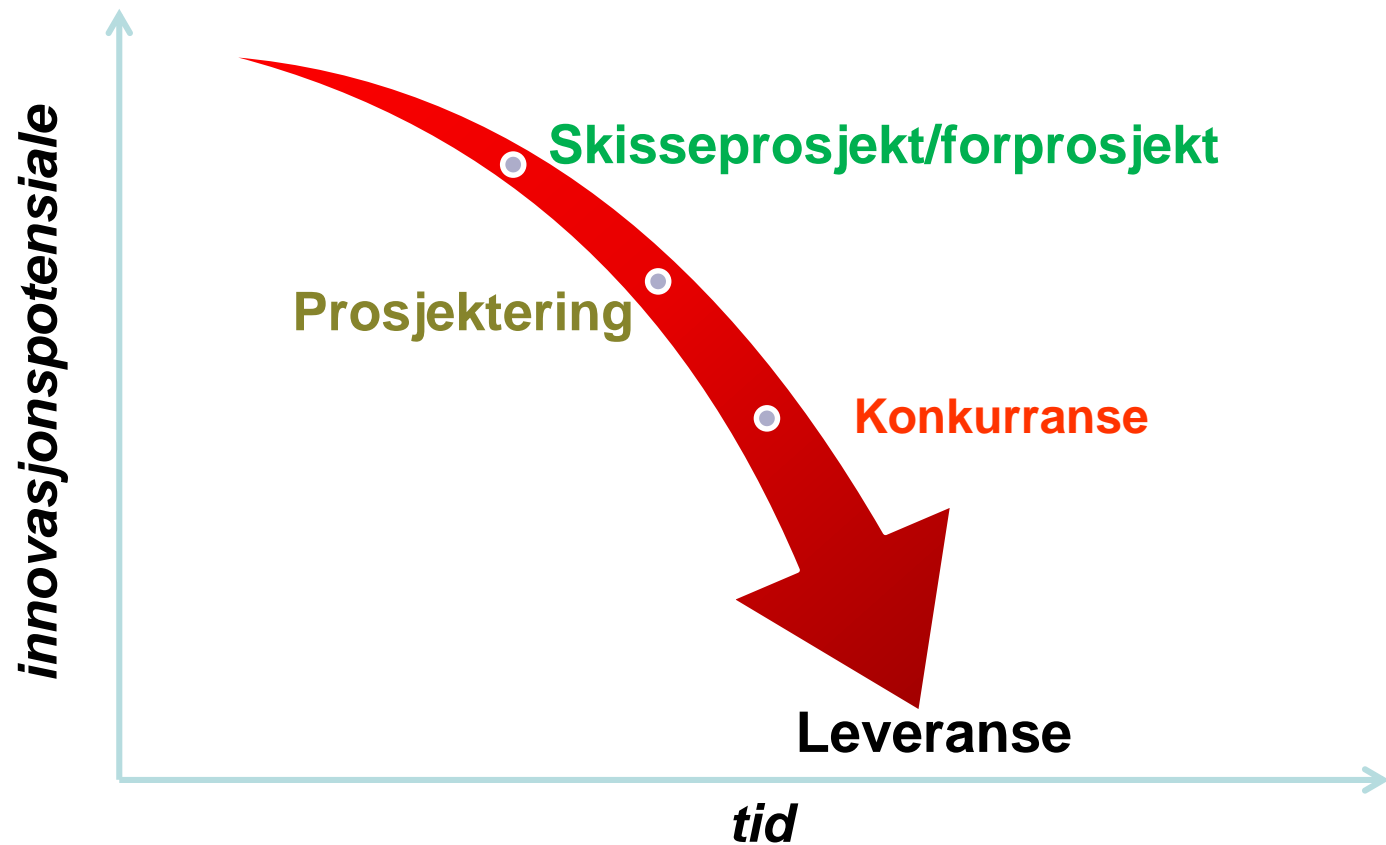 innovasjonspotensiale
Skisseprosjekt/forprosjekt
Prosjektering
Konkurranse
Leveranse
tid